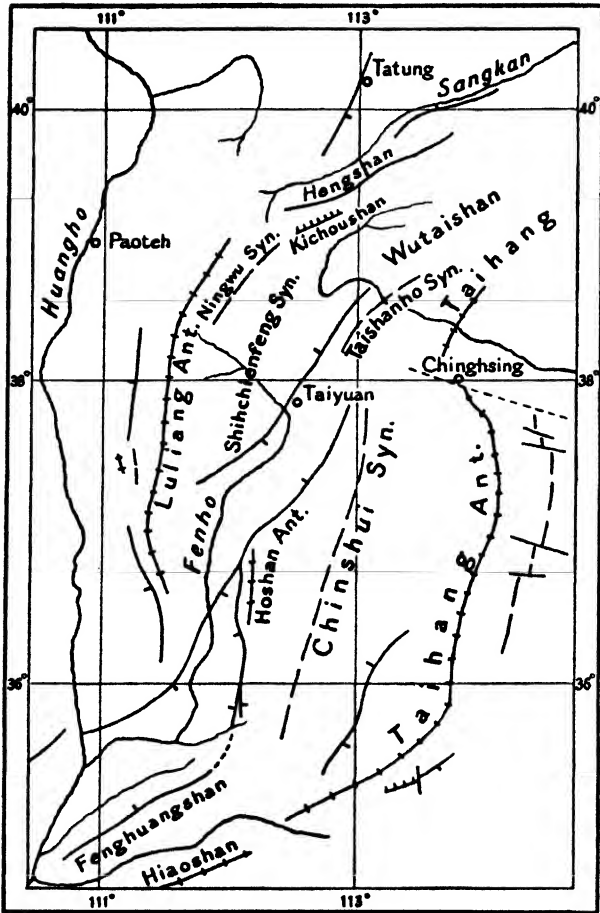 111°
113°
Tatung
Sangkan
40°
40°
Hengshan
Kichoushan
Wutaishan
Huangho
Paoteh
Ningwu Syn.
Taihang
Taishanho Syn.
Shihchienfeng Syn.
Luliang Ant.
38°
38°
Chinghsing
Taiyuan
Fenho
Hoshan Ant.
Chinshui Syn.
Taihang Ant.
36°
36°
Fenghuangshan
Hiaoshan
111°
113°